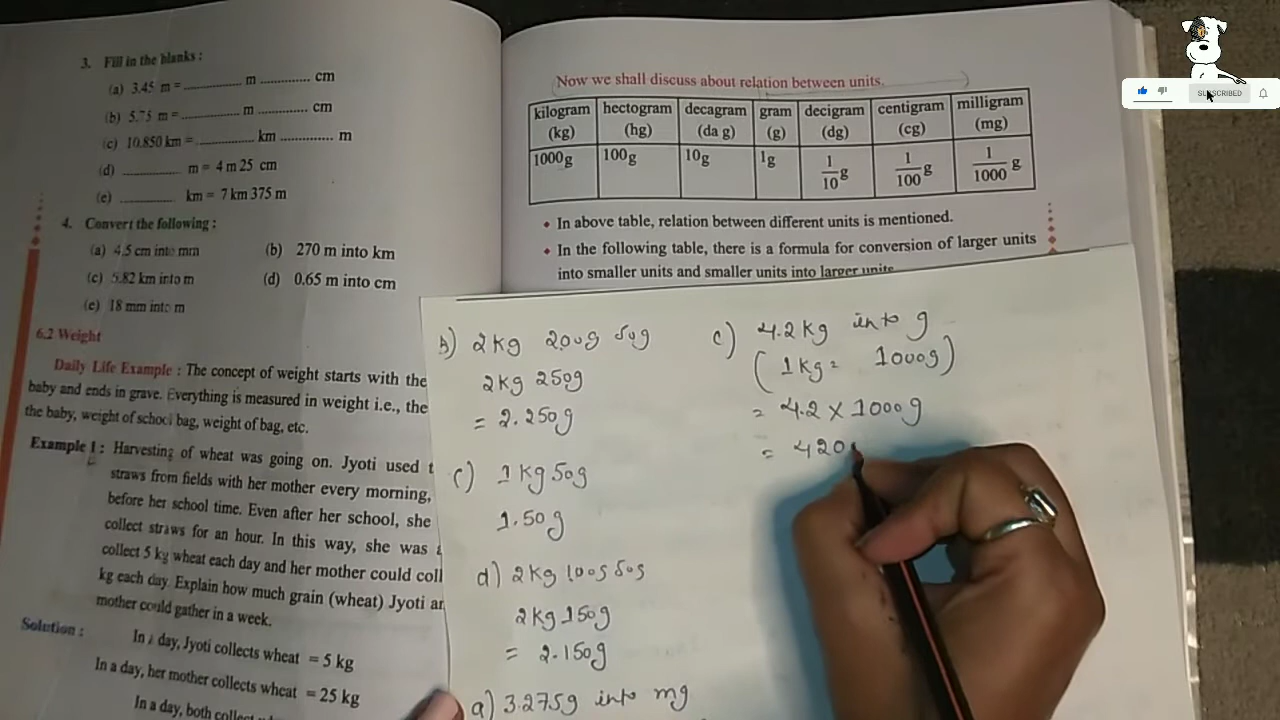 3. Fill in the blanks :
(a) 3.45 m = ............... m ............. cm
(b) 5.75 m = ............... m ............. cm
(c) 10.850 km = ............... km .............. m
(d) ............... m = 4 m 25 cm
(e) ............... km = 7 km 375 m
4. Convert the following :
(a) 4.5 cm into mm (b) 270 m into km
(c) 5.82 km into m (d) 0.65 m into cm
(e) 18 mm into m
6.2 Weight
Daily Life Example : The concept of weight starts with the
baby and ends in grave. Everything is measured in weight i.e., the
the baby, weight of school bag, weight of bag, etc.
Example 1 : Harvesting of wheat was going on. Jyoti used
straws from fields with her mother every morning,
before her school time. Even after her school, she
collect straws for an hour. In this way, she was
collect 5 kg wheat each day and her mother could
kg each day. Explain how much grain (wheat) Jyoti
mother could gather in a week.
Solution : In a day, Jyoti collects wheat = 5 kg
In a day, her mother collects wheat = 25 kg
In a day, both
Now we shall discuss about relation between units.
kilogram (kg) hectogram (hg) decagram (da g) gram (g) decigram (dg) centigram (cg) milligram (mg)
1000g 100g 10g 1g 1/10 g 1/100 g 1/1000 g
• In above table, relation between different units is mentioned.
• In the following table, there is a formula for conversion of larger units
into smaller units and smaller units into larger units
b) 2kg 200g 50g
2kg 250g
= 2.250g
c) 1kg 50g
1.50g
d) 2kg 100g 50g
2kg 150g
= 2.150g
a) 3.275g into mg
c) 4.2kg into g
(1kg = 1000g)
= 4.2 x 1000g
= 420
SUBSCRIBED